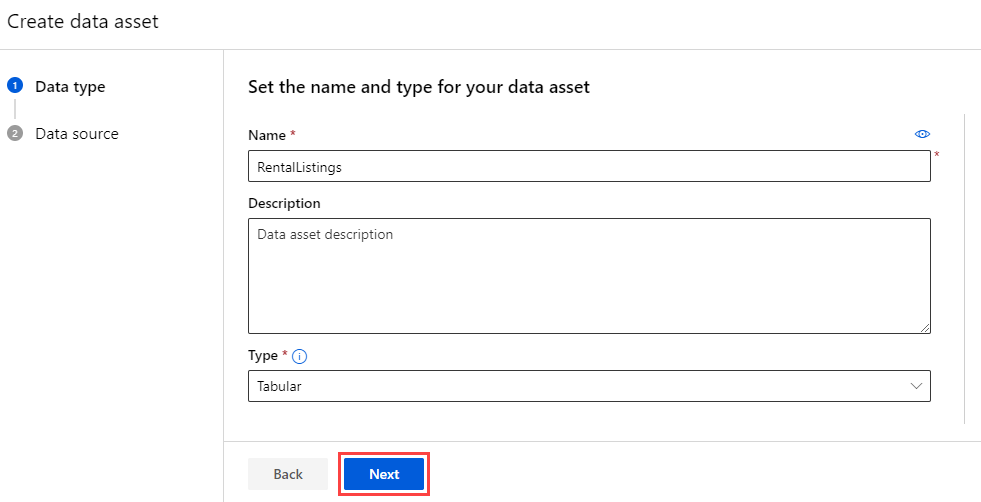 Create data asset
1 Data type
2 Data source
Set the name and type for your data asset
Name *
RentalListings
*
Description
Data asset description
Type * i
Tabular
Back
Next